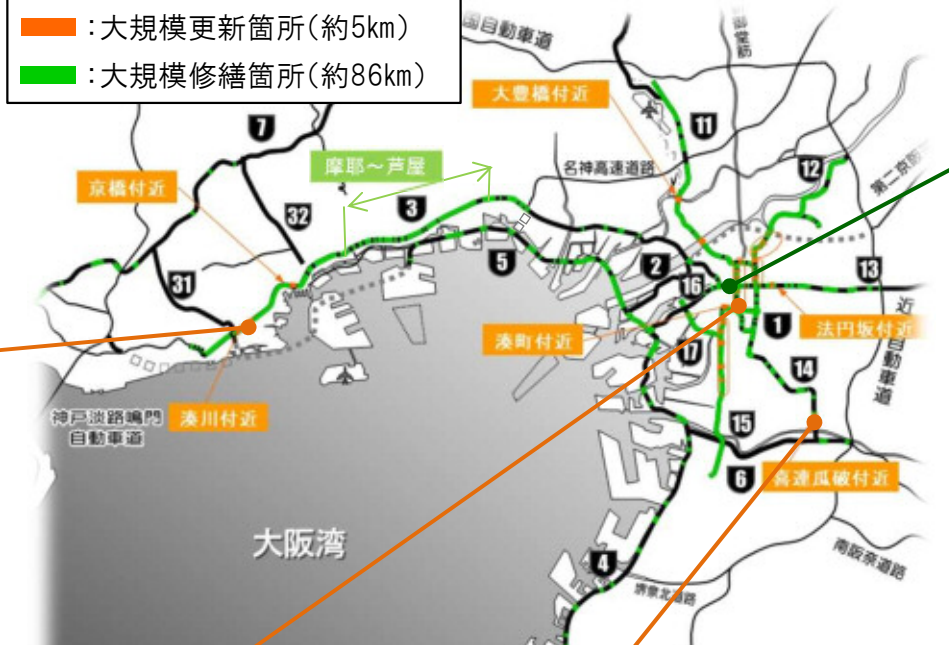 ：大規模更新箇所(約5km)
：大規模修繕箇所(約86km)
国自動車道
大豊橋付近
7
11
名神高速道路
12
第二京阪
摩耶～芦屋
京橋付近
32
3
31
5
2
16
13
近
自動車道
湊町付近
1
法円坂付近
17
14
神戸淡路鳴門
自動車道
湊川付近
15
6
喜連瓜破付近
大阪湾
南阪奈道路
4
堺泉北道路